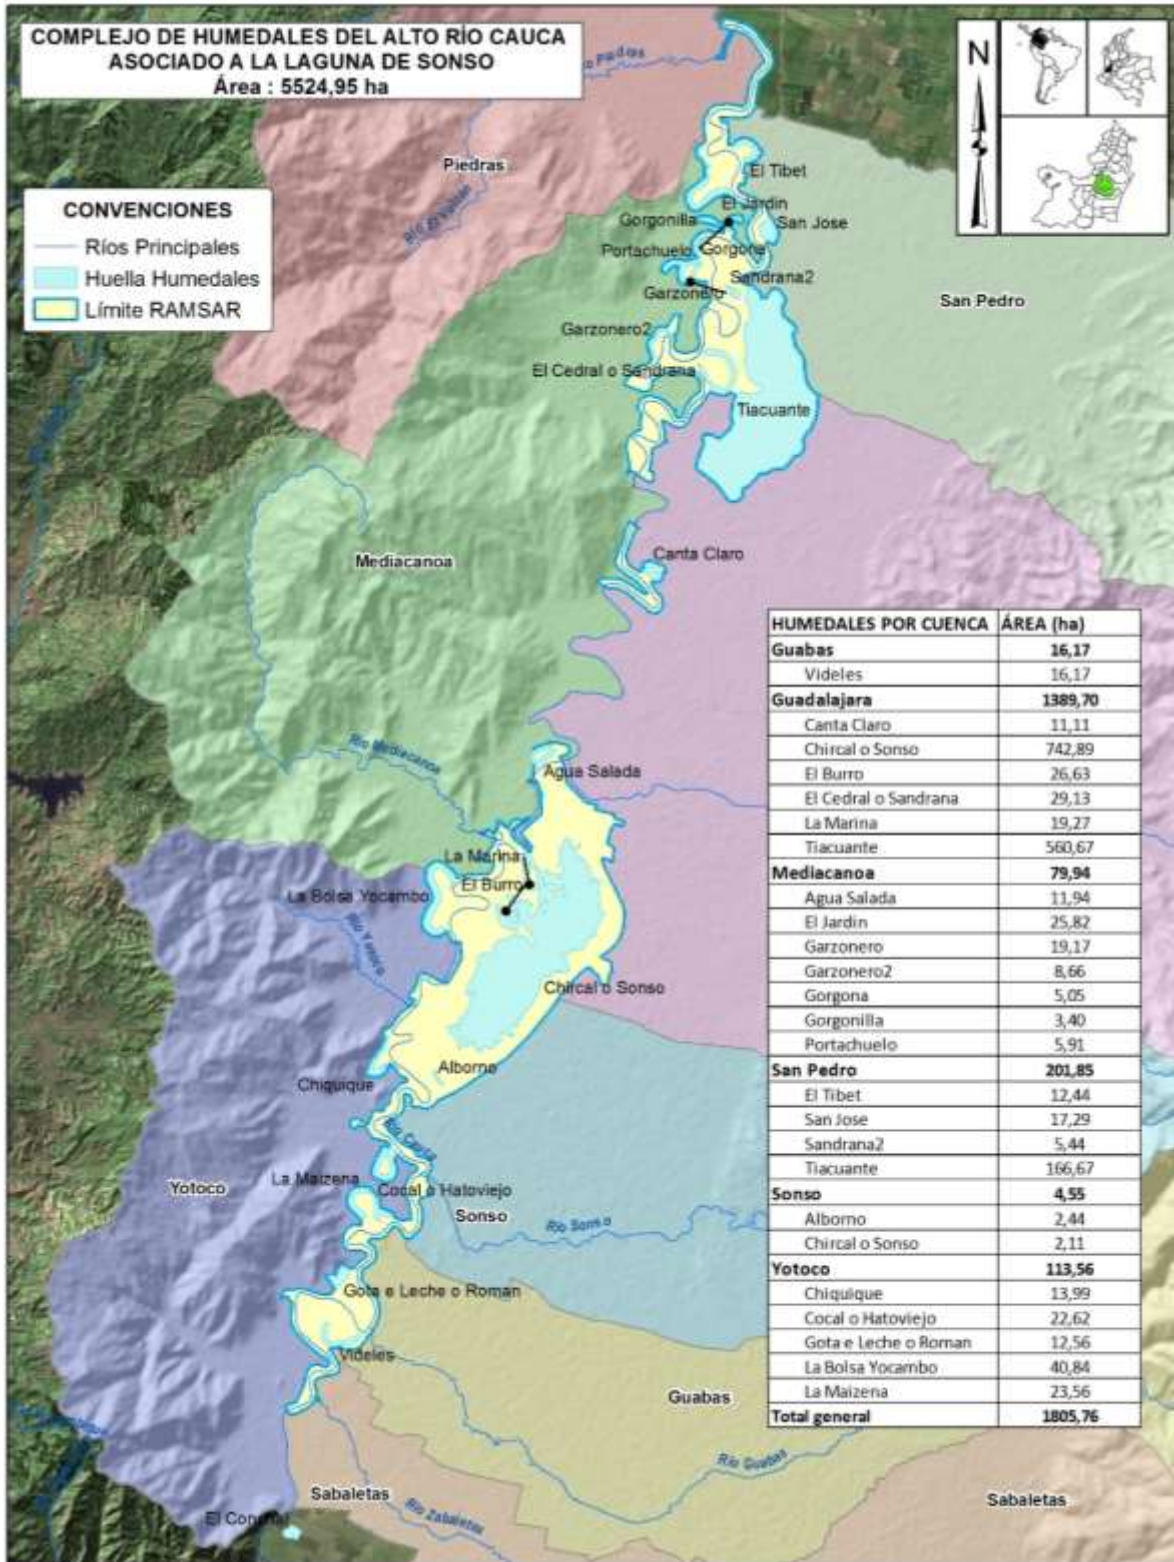 COMPLEJO DE HUMEDALES DEL ALTO RÍO CAUCA
ASOCIADO A LA LAGUNA DE SONSO
Área : 5524,95 ha
N
CONVENCIONES
Ríos Principales
Huella Humedales
Límite RAMSAR
Piedras
Piedras
El Tibet
El Jardin
Gorgonilla
San Jose
Portachuelo
Gorgona
Sandrana2
Garzonero
San Pedro
Garzonero2
El Cedral o Sandrana
Tiacuante
Mediacanoa
Canta Claro
Río Mediacanoa
Agua Salada
La Marina
El Burro
La Bolsa Yocambo
Río Yotoco
Chircal o Sonso
Alborno
Chiquique
Río Cauca
La Maizena
Cocal o Hatoviejo
Yotoco
Sonso
Río Sonso
Gota e Leche o Roman
Videles
Guabas
Río Guabas
Sabaletas
Río Zabaletas
Sabaletas
HUMEDALES POR CUENCA ÁREA (ha)
Guabas 16,17
Videles 16,17
Guadalajara 1389,70
Canta Claro 11,11
Chircal o Sonso 742,89
El Burro 26,63
El Cedral o Sandrana 29,13
La Marina 19,27
Tiacuante 560,67
Mediacanoa 79,94
Agua Salada 11,94
El Jardin 25,82
Garzonero 19,17
Garzonero2 8,66
Gorgona 5,05
Gorgonilla 3,40
Portachuelo 5,91
San Pedro 201,85
El Tibet 12,44
San Jose 17,29
Sandrana2 5,44
Tiacuante 166,67
Sonso 4,55
Alborno 2,44
Chircal o Sonso 2,11
Yotoco 113,56
Chiquique 13,99
Cocal o Hatoviejo 22,62
Gota e Leche o Roman 12,56
La Bolsa Yocambo 40,84
La Maizena 23,56
Total general 1805,76